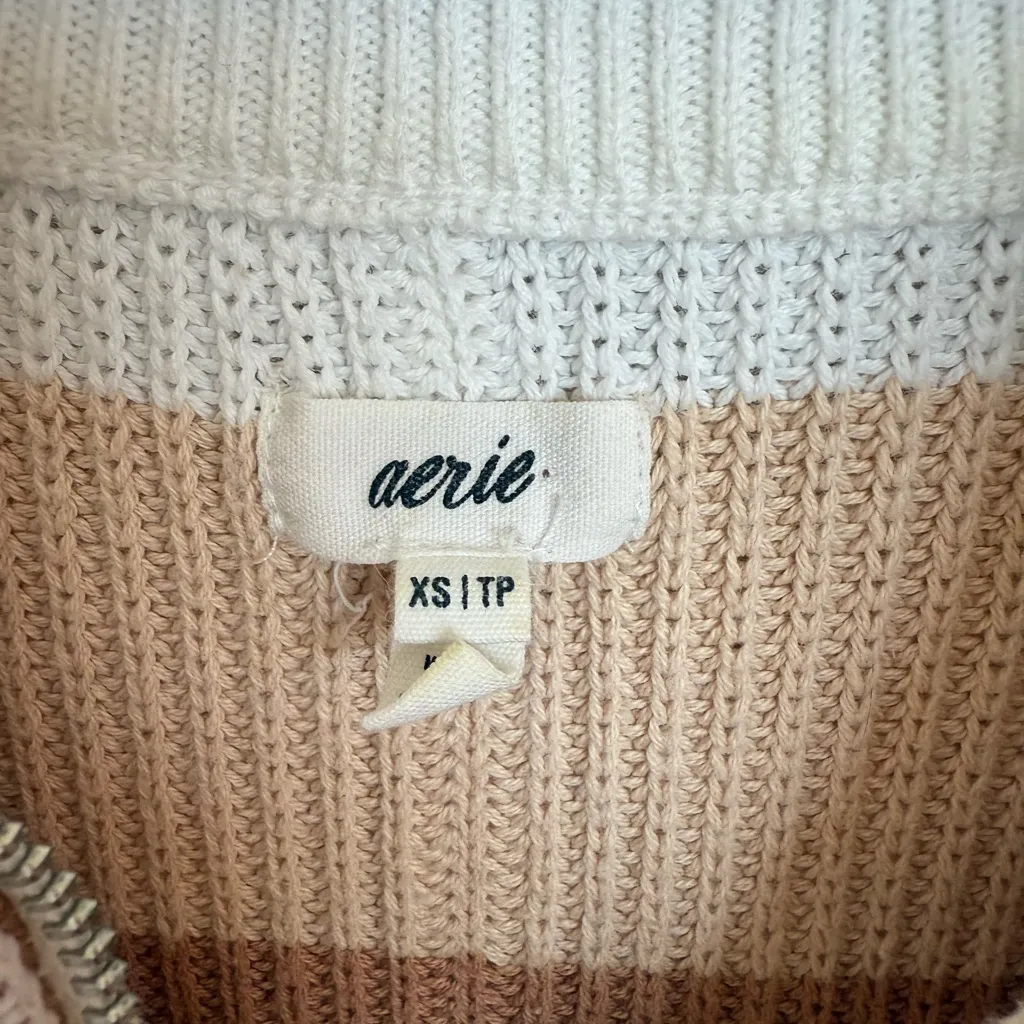 aerie
XS | TP